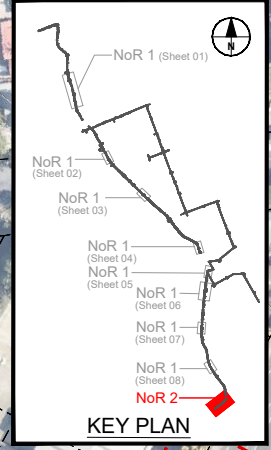 N
NoR 1 (Sheet 01)
NoR 1
(Sheet 02)
NoR 1
(Sheet 03)
NoR 1
(Sheet 04)
NoR 1
(Sheet 05
NoR 1
(Sheet 06
NoR 1
(Sheet 07)
NoR 1
(Sheet 08)
NoR 2
KEY PLAN